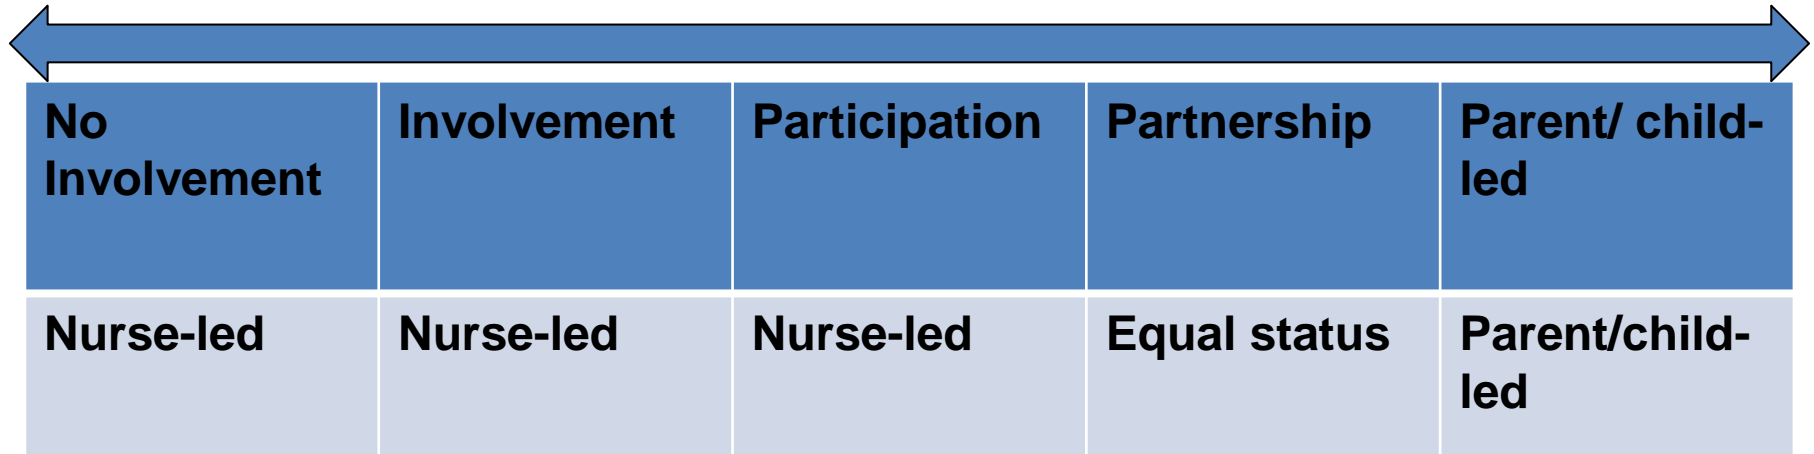 No
Involvement
Involvement
Participation
Partnership
Parent/ child-
led
Nurse-led
Nurse-led
Nurse-led
Equal status
Parent/child-
led